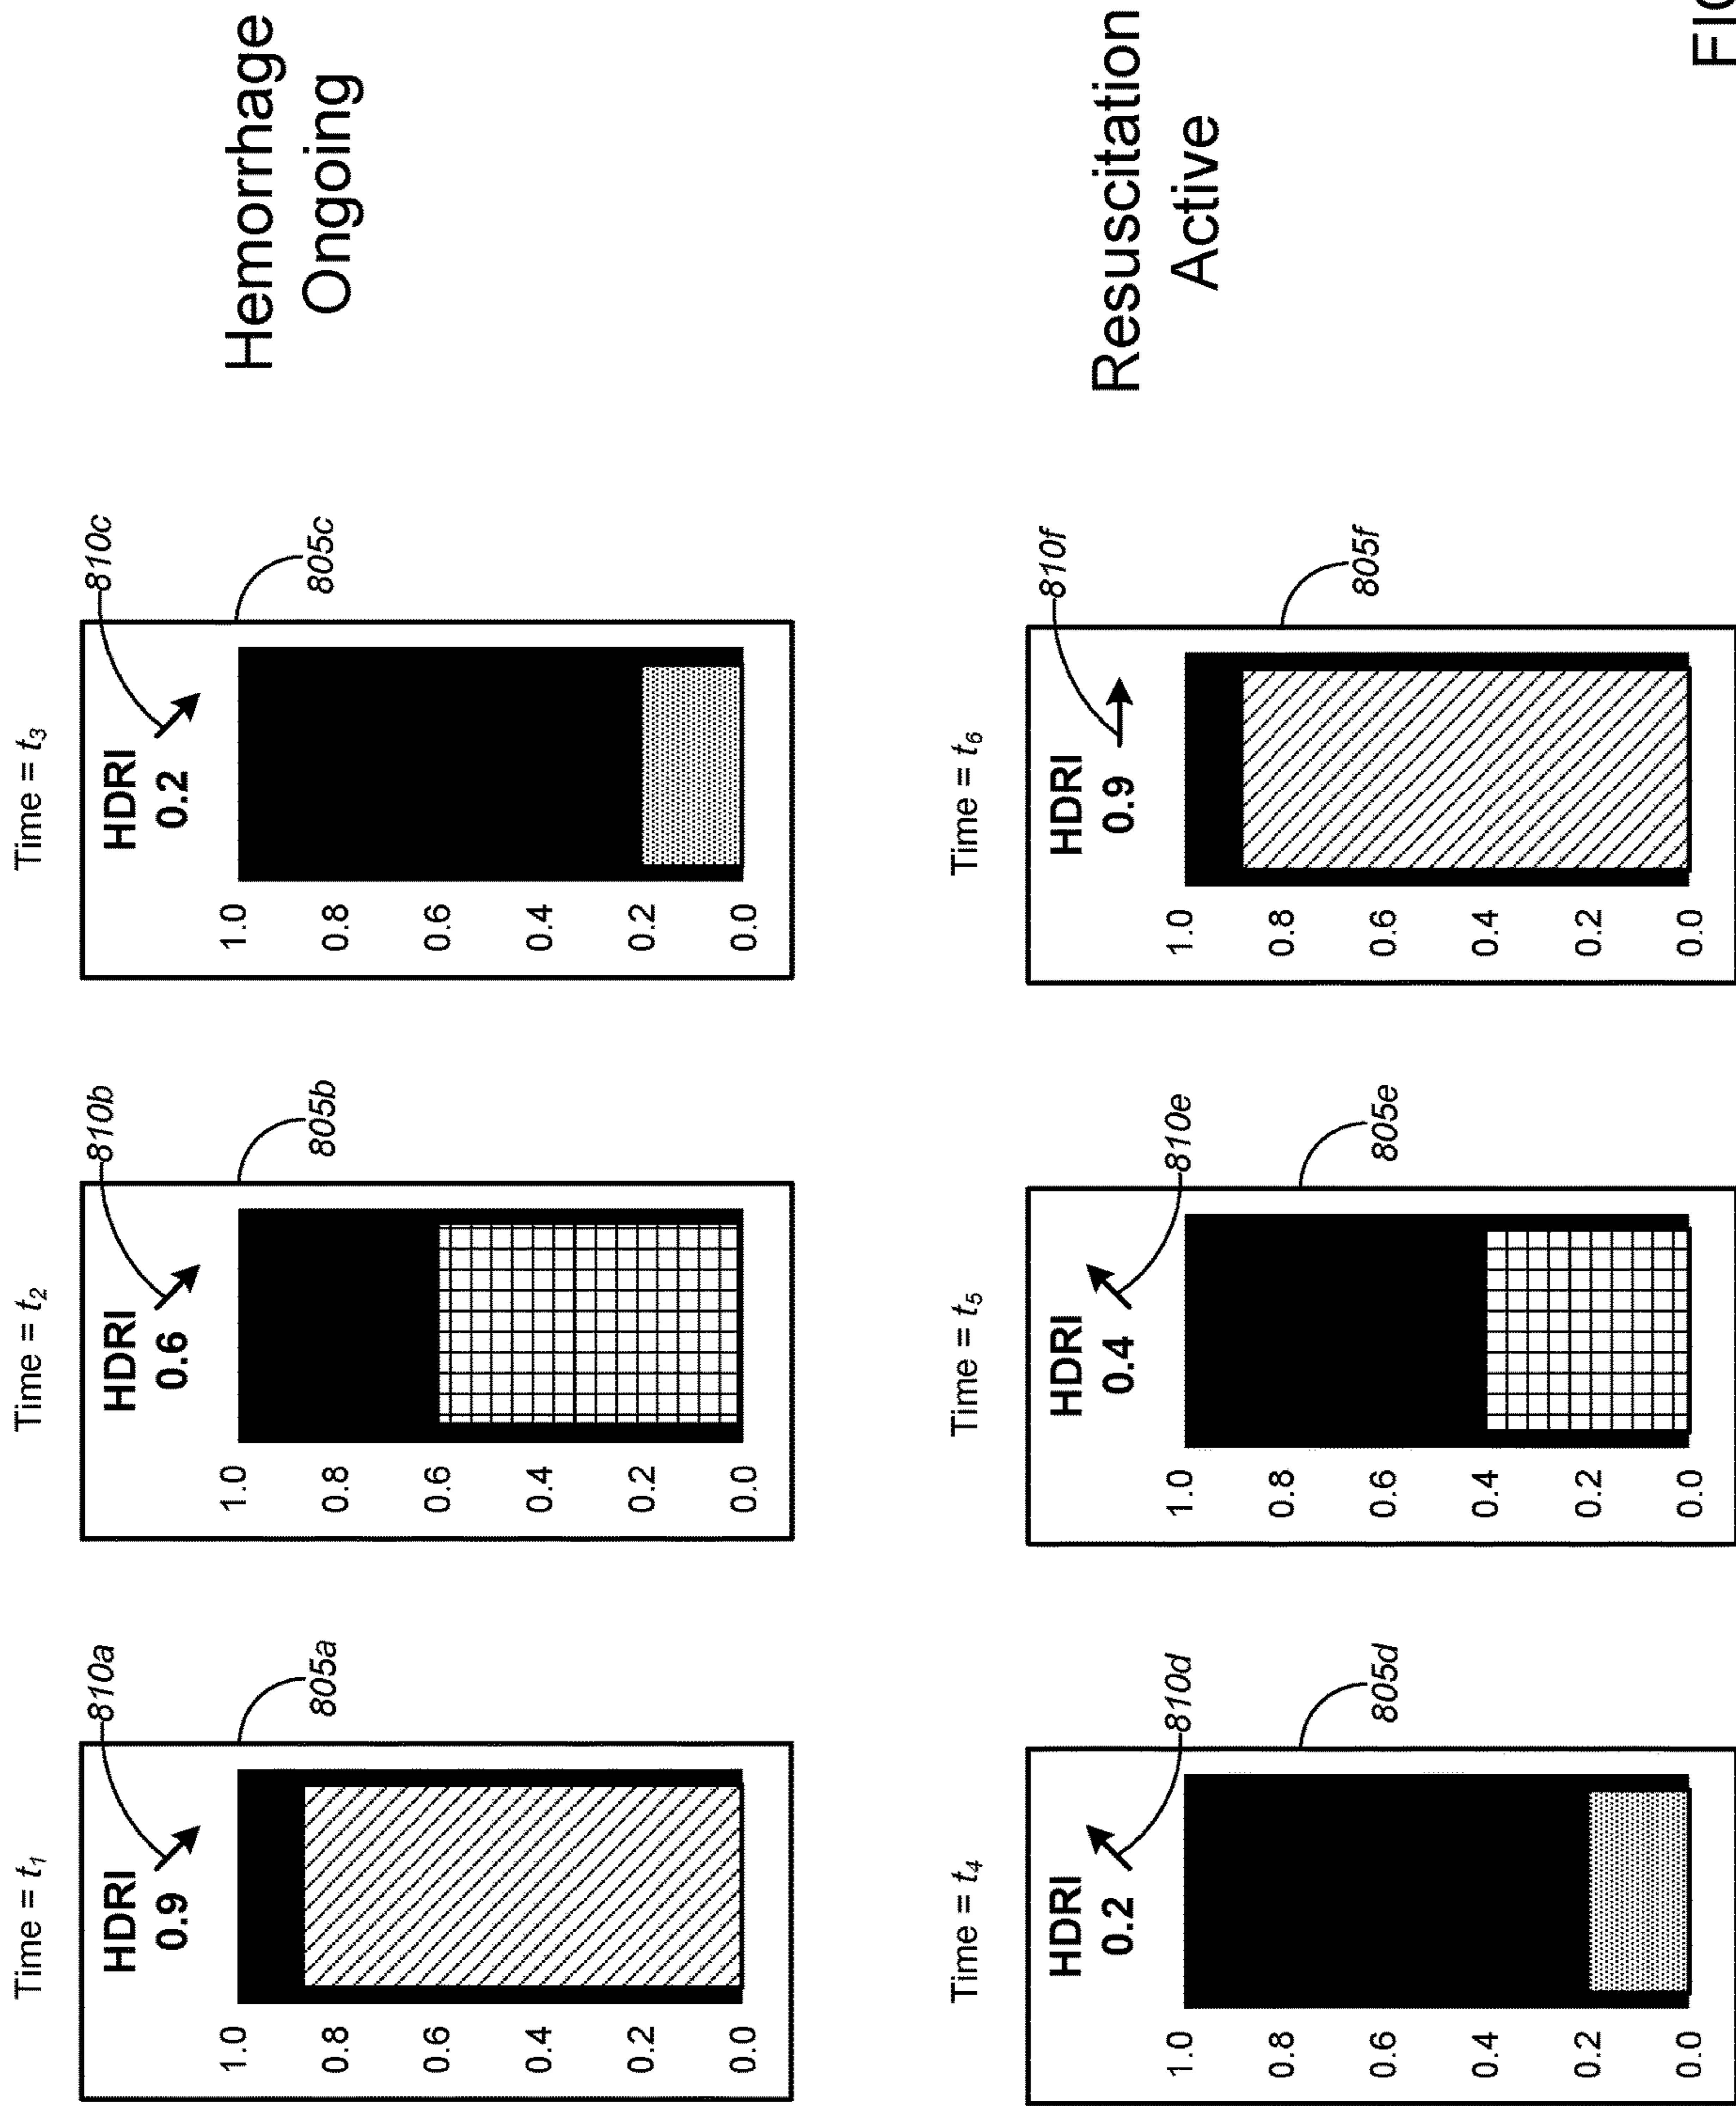 Time = t1
HDRI
0.9
810a
805a
1.0
0.8
0.6
0.4
0.2
0.0
Time = t2
HDRI
0.6
810b
805b
1.0
0.8
0.6
0.4
0.2
0.0
Time = t3
HDRI
0.2
810c
805c
1.0
0.8
0.6
0.4
0.2
0.0
Hemorrhage
Ongoing
Time = t4
HDRI
0.2
810d
805d
1.0
0.8
0.6
0.4
0.2
0.0
Time = t5
HDRI
0.4
810e
805e
1.0
0.8
0.6
0.4
0.2
0.0
Time = t6
HDRI
0.9
810f
805f
1.0
0.8
0.6
0.4
0.2
0.0
Resuscitation
Active